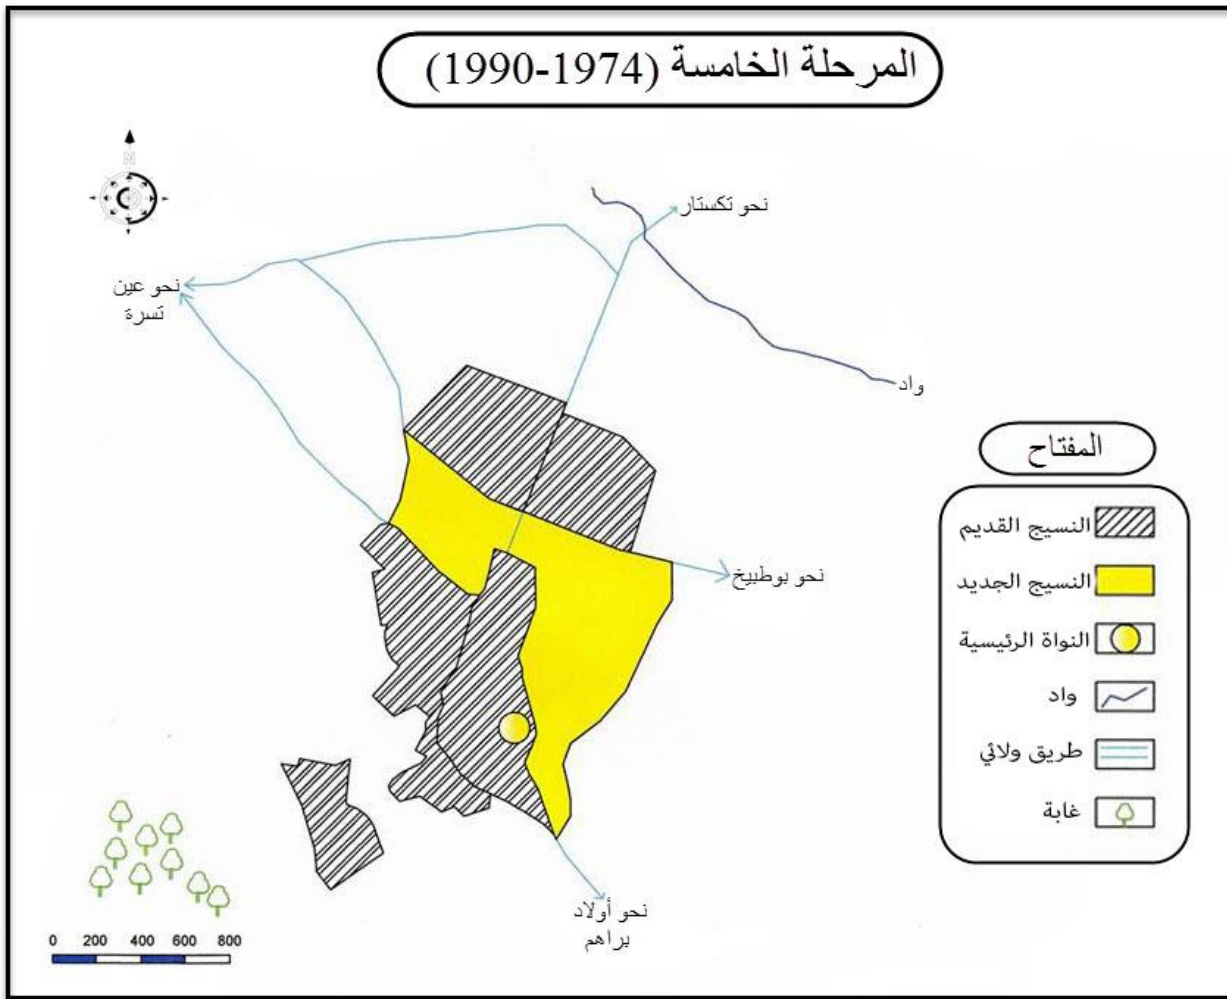 المرحلة الخامسة (1974-1990)
N
نحو تكستار
نحو عين
تسرة
واد
المفتاح
النسيج القديم
النسيج الجديد
النواة الرئيسية
واد
طريق ولائي
غابة
نحو بوطبيخ
نحو أولاد
براهم
0 200 400 600 800